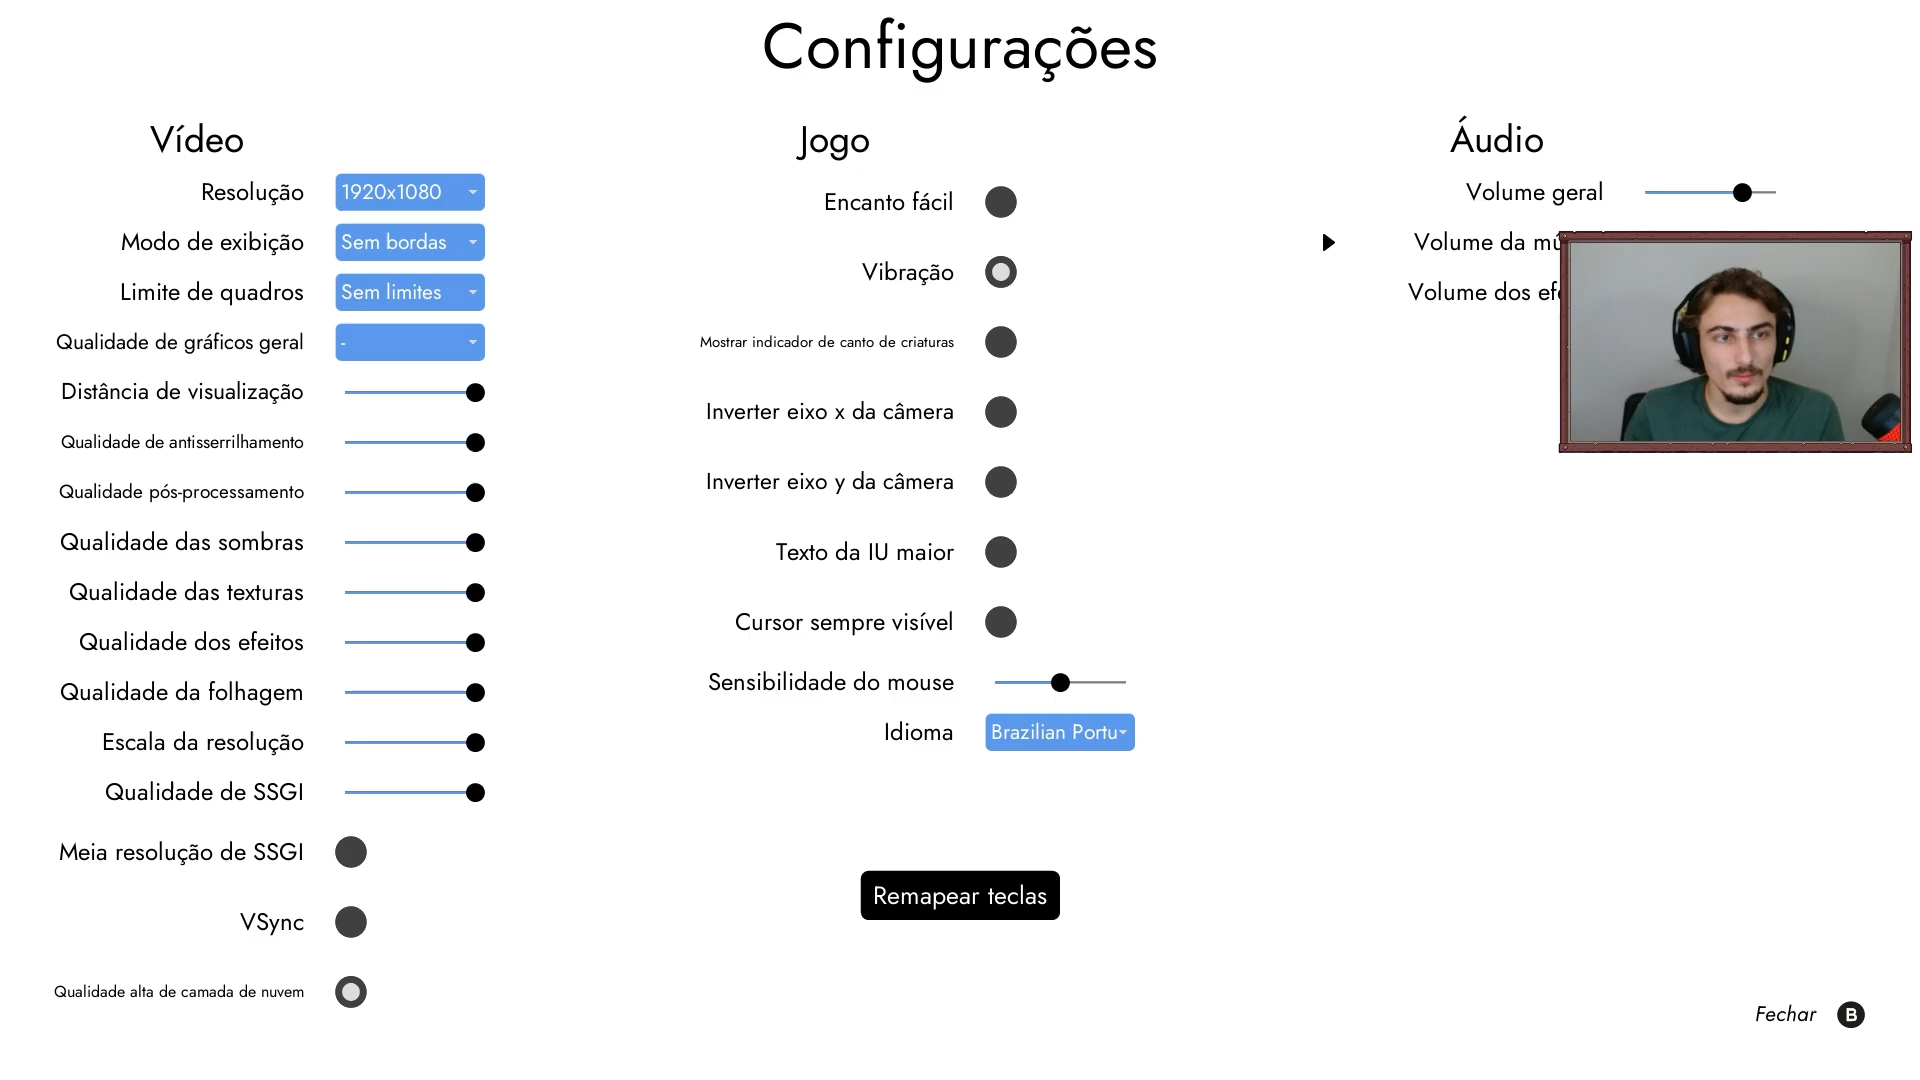 Configurações
Vídeo
Resolução 1920x1080
Modo de exibição Sem bordas
Limite de quadros Sem limites
Qualidade de gráficos geral -
Distância de visualização
Qualidade de antisserrilhamento
Qualidade pós-processamento
Qualidade das sombras
Qualidade das texturas
Qualidade dos efeitos
Qualidade da folhagem
Escala da resolução
Qualidade de SSGI
Meia resolução de SSGI
VSync
Qualidade alta de camada de nuvem
Jogo
Encanto fácil
Vibração
Mostrar indicador de canto de criaturas
Inverter eixo x da câmera
Inverter eixo y da câmera
Texto da IU maior
Cursor sempre visível
Sensibilidade do mouse
Idioma Brazilian Portu
Remapear teclas
Áudio
Volume geral
Volume da
Volume dos
Fechar B